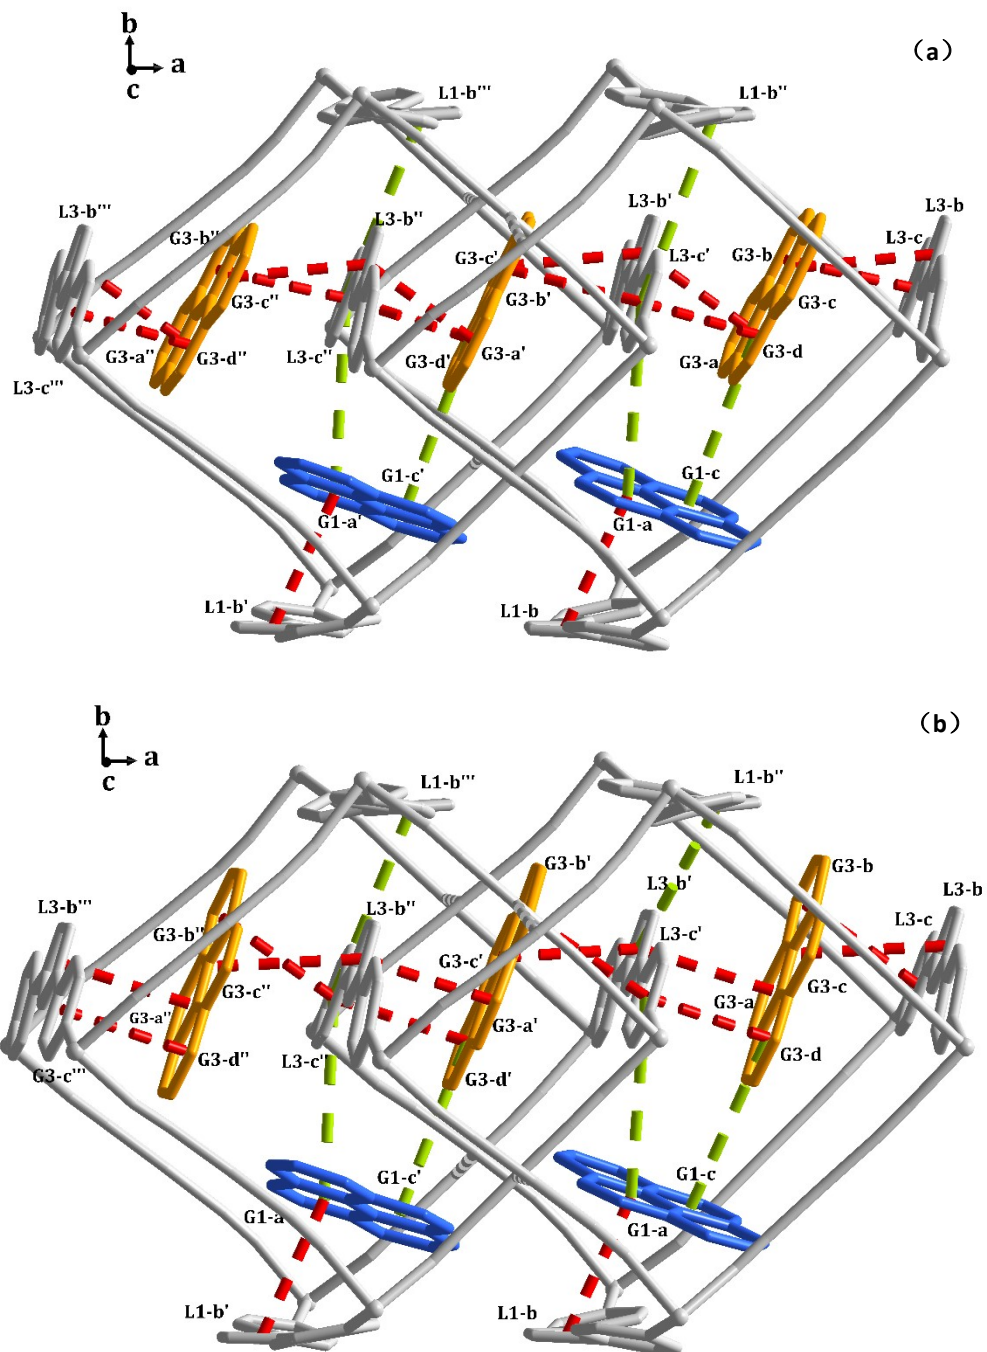 b
（a）
a
c
L1-b'''
L1-b''
L3-b'''
L3-b''
L3-b'
L3-b
G3-b''
G3-c'
L3-c'
G3-b
L3-c
G3-c''
G3-b'
G3-c
G3-a''
G3-d''
L3-c''
G3-d'
G3-a'
G3-a
G3-d
L3-c'''
G1-c'
G1-c
G1-a'
G1-a
L1-b'
L1-b
b
（b）
a
c
L1-b'''
L1-b''
G3-b'
G3-b
L3-b'''
L3-b''
L3-b'
L3-b
G3-b''
L3-c'
L3-c
G3-c'
G3-c''
G3-a
G3-c
G3-a''
G3-a'
G3-d''
L3-c''
G3-d
G3-c'''
G3-d'
G1-c'
G1-c
G1-a
G1-a
L1-b'
L1-b